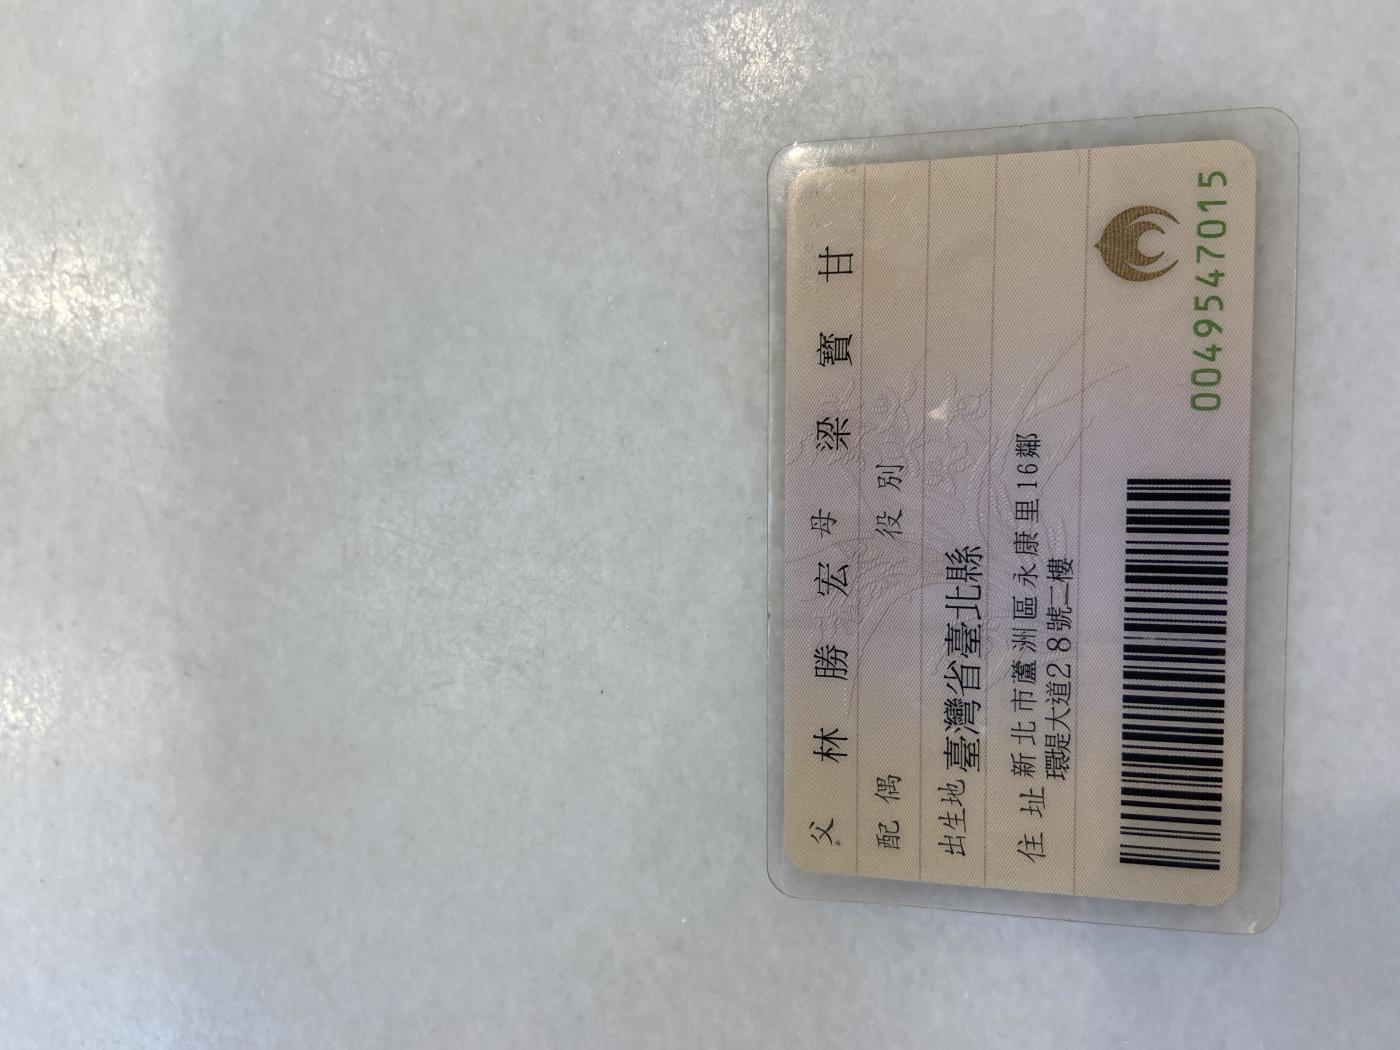 父 林勝宏 母 梁寶甘
配偶 役別
出生地 臺灣省臺北縣
住址 新北市蘆洲區永康里16鄰
環堤大道28號二樓
0049547015